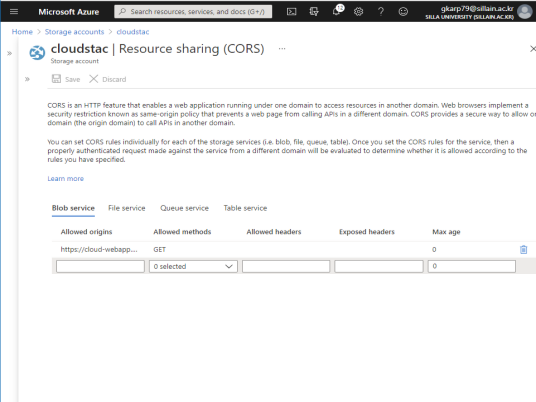 Microsoft Azure
Search resources, services, and docs (G+/)
12
gkarp79@sillain.ac.kr
SILLA UNIVERSITY (SILLAIN.AC.KR)
Home > Storage accounts > cloudstac
cloudstac | Resource sharing (CORS) ...
Storage account
Save Discard
CORS is an HTTP feature that enables a web application running under one domain to access resources in another domain. Web browsers implement a
security restriction known as same-origin policy that prevents a web page from calling APIs in a different domain. CORS provides a secure way to allow on
domain (the origin domain) to call APIs in another domain.
You can set CORS rules individually for each of the storage services (i.e. blob, file, queue, table). Once you set the CORS rules for the service, then a
properly authenticated request made against the service from a different domain will be evaluated to determine whether it is allowed according to the
rules you have specified.
Learn more
Blob service File service Queue service Table service
Allowed origins Allowed methods Allowed headers Exposed headers Max age
https://cloud-webapp.... GET 0
0 selected 0